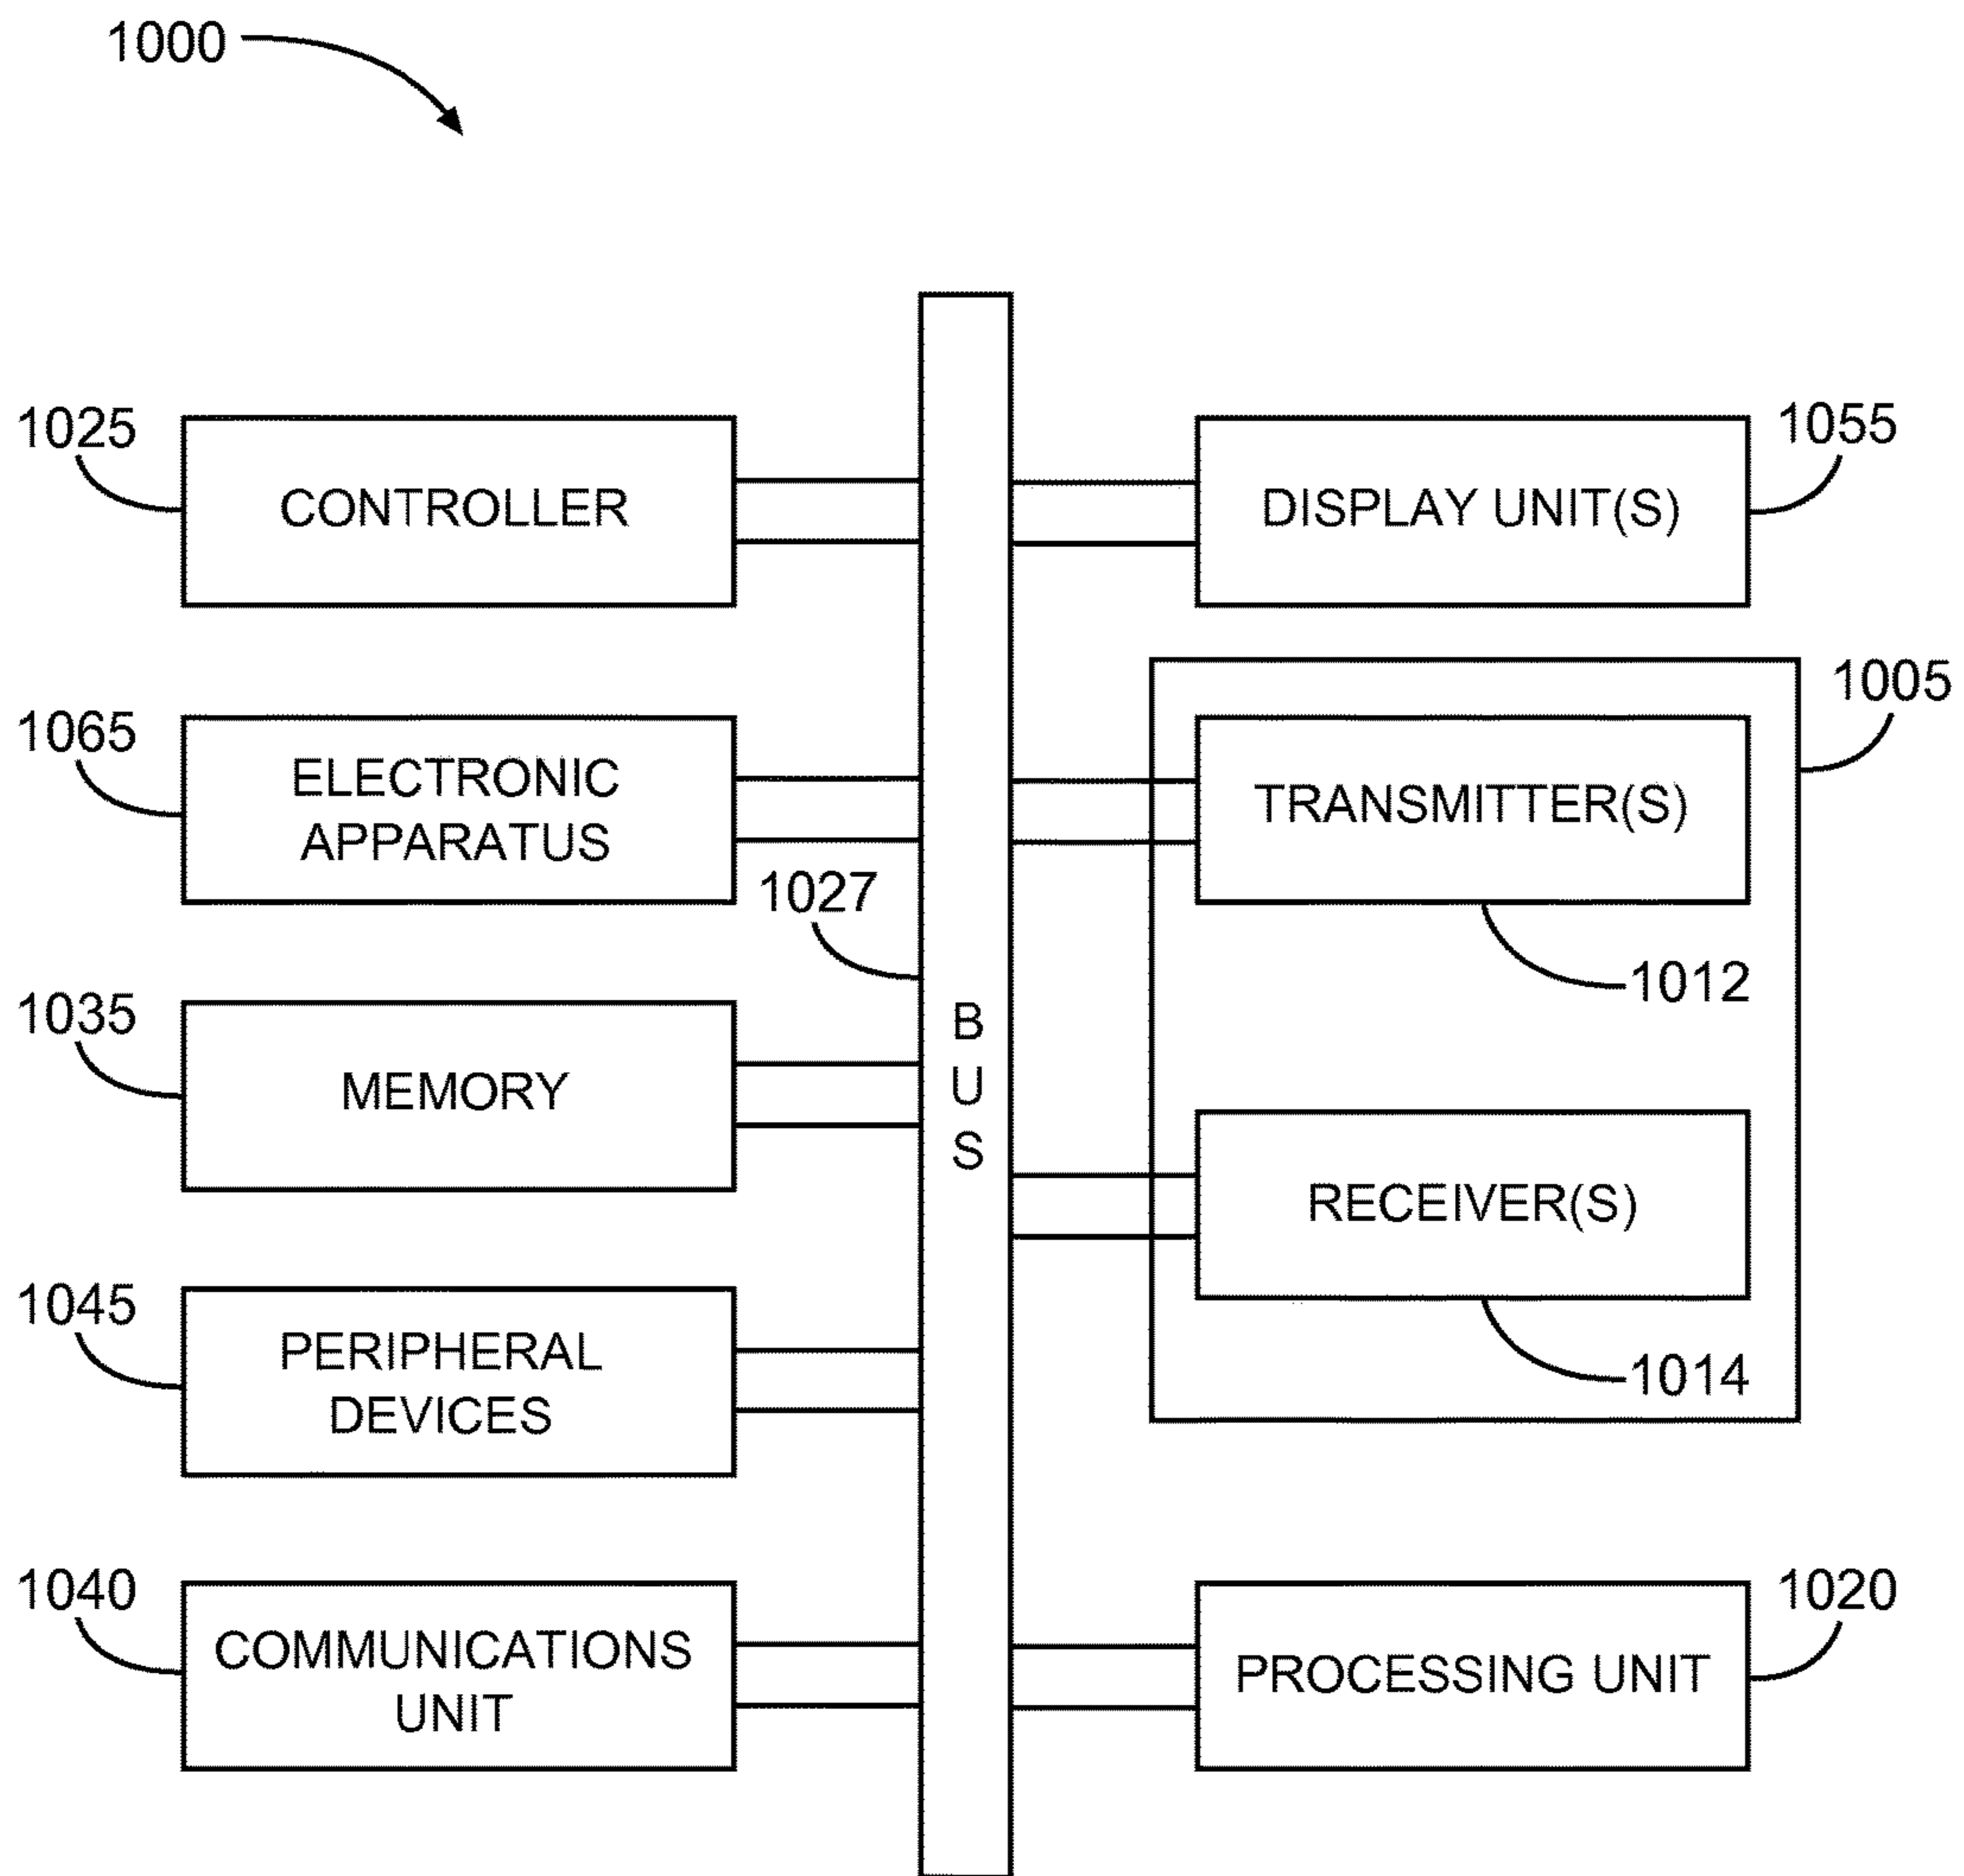 1000
1025
CONTROLLER
1055
DISPLAY UNIT(S)
1065
ELECTRONIC
APPARATUS
1005
TRANSMITTER(S)
1012
1027
BUS
1035
MEMORY
RECEIVER(S)
1014
1045
PERIPHERAL
DEVICES
1040
COMMUNICATIONS
UNIT
1020
PROCESSING UNIT